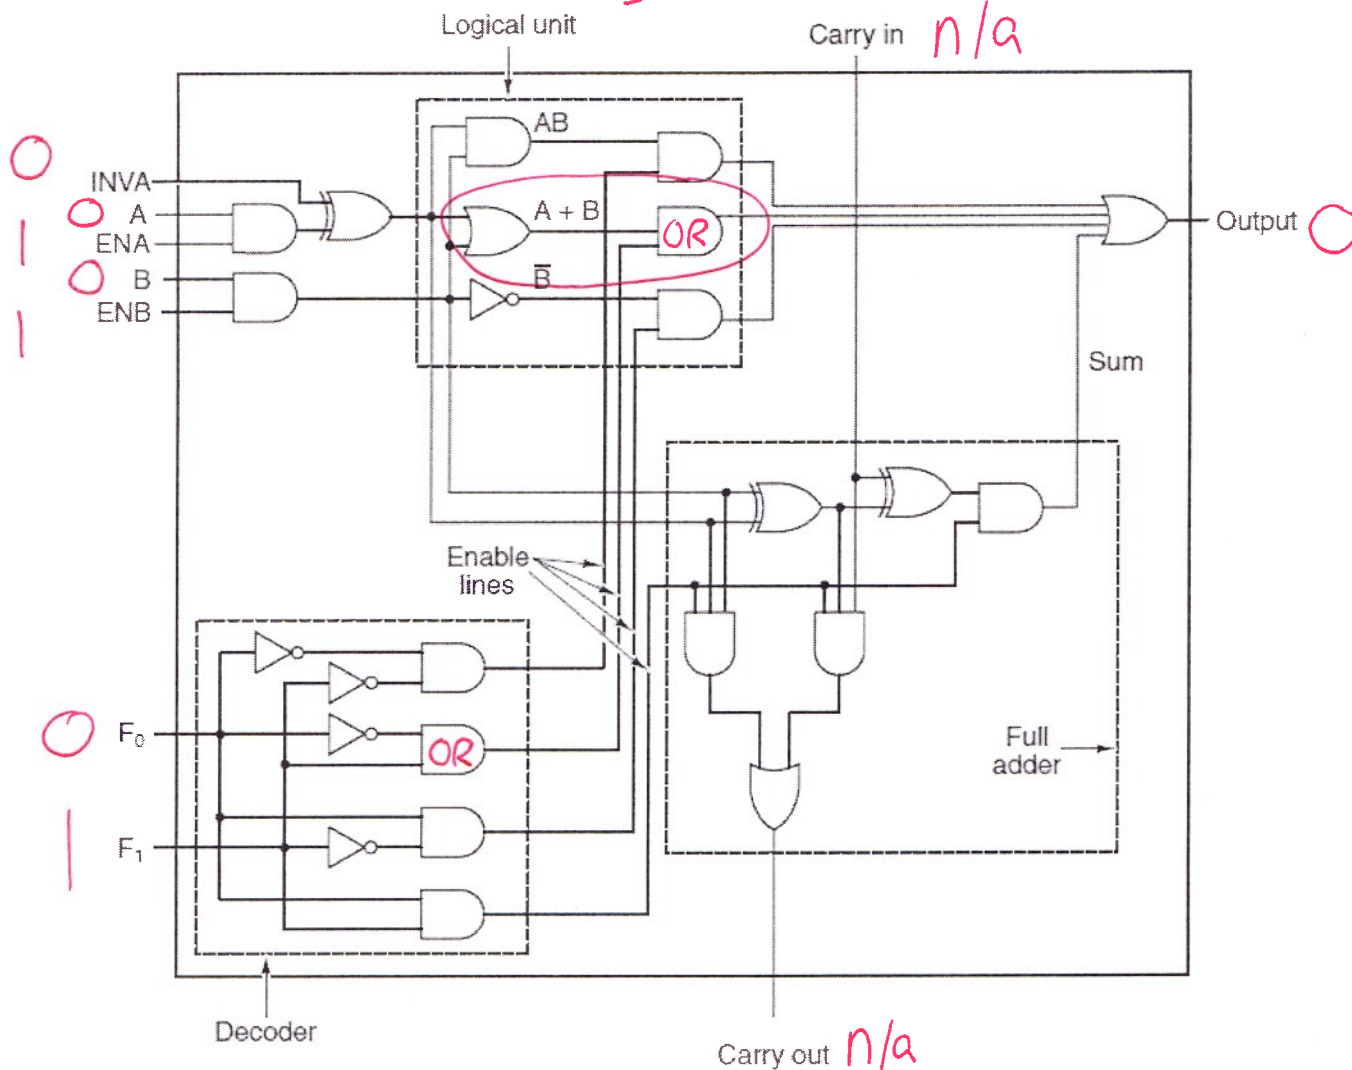 Logical unit
Carry in n/a
AB
0
INVA
0 A
A + B
OR
1
ENA
Output 0
0 B
B̅
1
ENB
Sum
Enable
lines
0
F₀
OR
Full
adder
1
F₁
Decoder
Carry out n/a